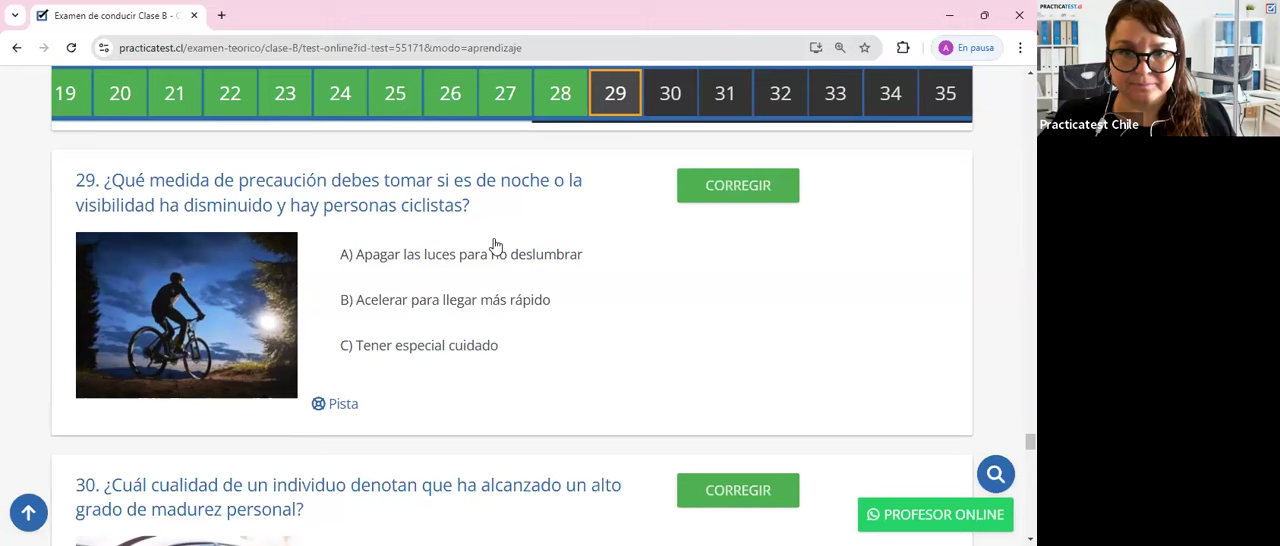 Examen de conducir Clase B - C
practicatest.cl/examen-teorico/clase-B/test-online?id-test=55171&modo=aprendizaje
A En pausa
PRACTICATEST.cl
Practicatest Chile
19 20 21 22 23 24 25 26 27 28 29 30 31 32 33 34 35
29. ¿Qué medida de precaución debes tomar si es de noche o la
visibilidad ha disminuido y hay personas ciclistas?
CORREGIR
A) Apagar las luces para no deslumbrar
B) Acelerar para llegar más rápido
C) Tener especial cuidado
Pista
30. ¿Cuál cualidad de un individuo denotan que ha alcanzado un alto
grado de madurez personal?
CORREGIR
PROFESOR ONLINE